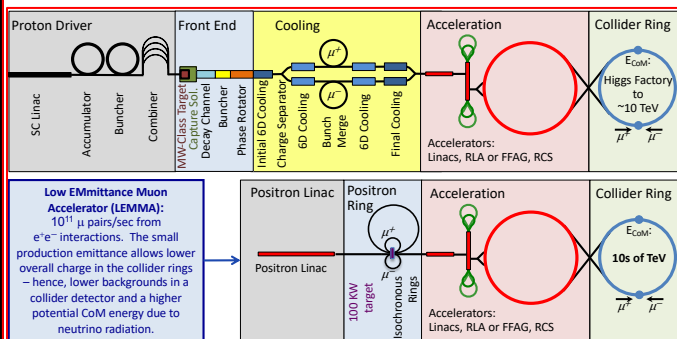 Proton Driver
Front End
Cooling
Acceleration
Collider Ring
SC Linac
Accumulator
Buncher
Combiner
MW-Class Target
Capture Sol.
Decay Channel
Buncher
Phase Rotator
Initial 6D Cooling
Charge Separator
6D Cooling
μ+
μ−
Bunch
Merge
6D Cooling
Final Cooling
Accelerators:
Linacs, RLA or FFAG, RCS
ECoM:
Higgs Factory
to
~10 TeV
μ+ μ−
Low EMmittance Muon
Accelerator (LEMMA):
10¹¹ μ pairs/sec from
e+e− interactions. The small
production emittance allows lower
overall charge in the collider rings
– hence, lower backgrounds in a
collider detector and a higher
potential CoM energy due to
neutrino radiation.
Positron Linac
Positron
Ring
Acceleration
Collider Ring
Positron Linac
μ+
μ−
100 KW
target
Isochronous
Rings
Accelerators:
Linacs, RLA or FFAG, RCS
ECoM:
10s of TeV
μ+ μ−